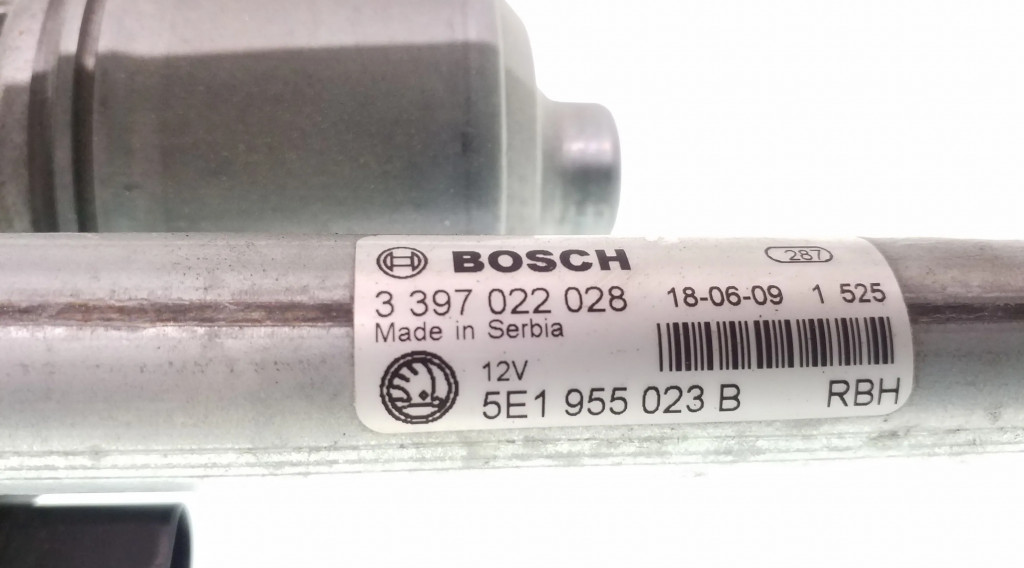 BOSCH 287
3 397 022 028 18-06-09 1 525
Made in Serbia
12V
5E1 955 023 B RBH